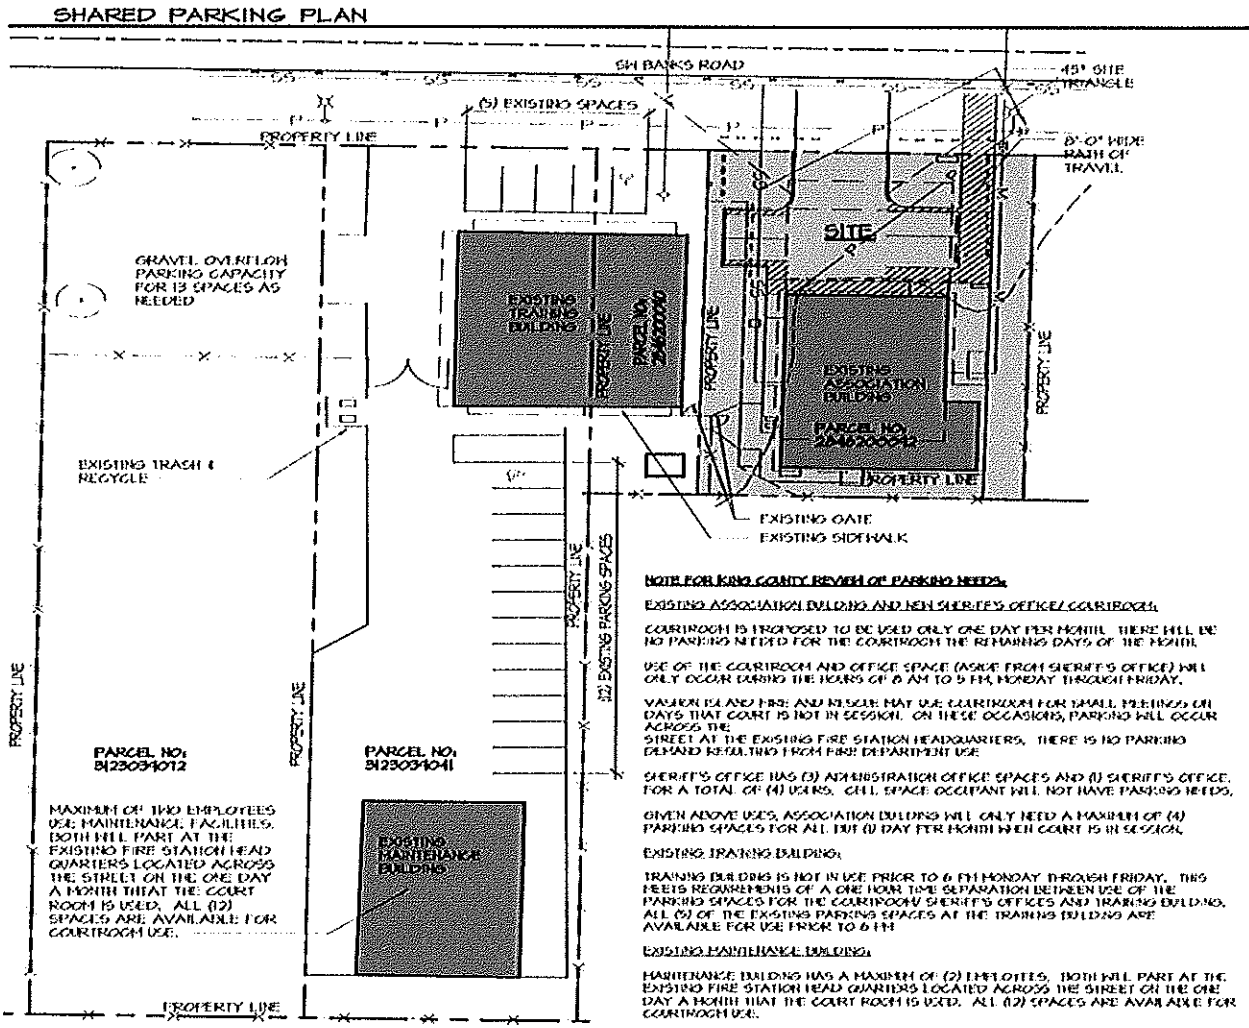 SHARED PARKING PLAN
SW BANKS ROAD
45' SITE
TRIANGLE
(5) EXISTING SPACES
PROPERTY LINE
8'-0" WIDE
PATH OF
TRAVEL
SITE
GRAVEL OVERFLOW
PARKING CAPACITY
FOR 13 SPACES AS
NEEDED
EXISTING
TRAINING
BUILDING
PROPERTY LINE
PARCEL NO:
2846200040
PROPERTY LINE
EXISTING
ASSOCIATION
BUILDING
PARCEL NO:
2846200042
PROPERTY LINE
PROPERTY LINE
EXISTING TRASH &
RECYCLE
EXISTING GATE
EXISTING SIDEWALK
PROPERTY LINE
(12) EXISTING PARKING SPACES
PROPERTY LINE
PROPERTY LINE
NOTE FOR KING COUNTY REVIEW OF PARKING NEEDS:
EXISTING ASSOCIATION BUILDING AND NEW SHERIFF'S OFFICE/ COURTROOM:
COURTROOM IS PROPOSED TO BE USED ONLY ONE DAY PER MONTH. THERE WILL BE
NO PARKING NEEDED FOR THE COURTROOM THE REMAINING DAYS OF THE MONTH.
USE OF THE COURTROOM AND OFFICE SPACE (ASIDE FROM SHERIFF'S OFFICE) WILL
ONLY OCCUR DURING THE HOURS OF 8 AM TO 5 PM, MONDAY THROUGH FRIDAY.
VASHON ISLAND FIRE AND RESCUE MAY USE COURTROOM FOR SMALL MEETINGS ON
DAYS THAT COURT IS NOT IN SESSION. ON THESE OCCASIONS, PARKING WILL OCCUR
ACROSS THE
STREET AT THE EXISTING FIRE STATION HEADQUARTERS, THERE IS NO PARKING
DEMAND RESULTING FROM FIRE DEPARTMENT USE
SHERIFF'S OFFICE HAS (3) ADMINISTRATION OFFICE SPACES AND (1) SHERIFF'S OFFICE,
FOR A TOTAL OF (4) USERS. CELL SPACE OCCUPANT WILL NOT HAVE PARKING NEEDS.
GIVEN ABOVE USES, ASSOCIATION BUILDING WILL ONLY NEED A MAXIMUM OF (4)
PARKING SPACES FOR ALL BUT (1) DAY PER MONTH WHEN COURT IS IN SESSION.
EXISTING TRAINING BUILDING:
TRAINING BUILDING IS NOT IN USE PRIOR TO 6 PM MONDAY THROUGH FRIDAY. THIS
MEETS REQUIREMENTS OF A ONE HOUR TIME SEPARATION BETWEEN USE OF THE
PARKING SPACES FOR THE COURTROOM/ SHERIFF'S OFFICES AND TRAINING BUILDING.
ALL (5) OF THE EXISTING PARKING SPACES AT THE TRAINING BUILDING ARE
AVAILABLE FOR USE PRIOR TO 6 PM
EXISTING MAINTENANCE BUILDING:
MAINTENANCE BUILDING HAS A MAXIMUM OF (2) EMPLOYEES. BOTH WILL PART AT THE
EXISTING FIRE STATION HEAD QUARTERS LOCATED ACROSS THE STREET ON THE ONE
DAY A MONTH THAT THE COURT ROOM IS USED. ALL (12) SPACES ARE AVAILABLE FOR
COURTROOM USE.
PARCEL NO:
3123039072
PARCEL NO:
3123039041
MAXIMUM OF TWO EMPLOYEES
USE MAINTENANCE FACILITIES.
BOTH WILL PART AT THE
EXISTING FIRE STATION HEAD
QUARTERS LOCATED ACROSS
THE STREET ON THE ONE DAY
A MONTH THAT THE COURT
ROOM IS USED. ALL (12)
SPACES ARE AVAILABLE FOR
COURTROOM USE.
EXISTING
MAINTENANCE
BUILDING
PROPERTY LINE